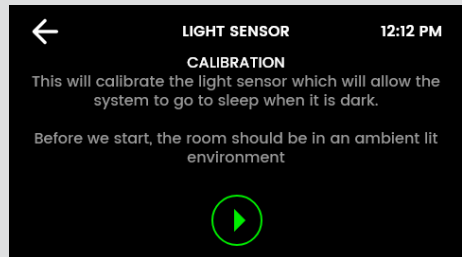 LIGHT SENSOR 12:12 PM
CALIBRATION
This will calibrate the light sensor which will allow the
system to go to sleep when it is dark.
Before we start, the room should be in an ambient lit
environment